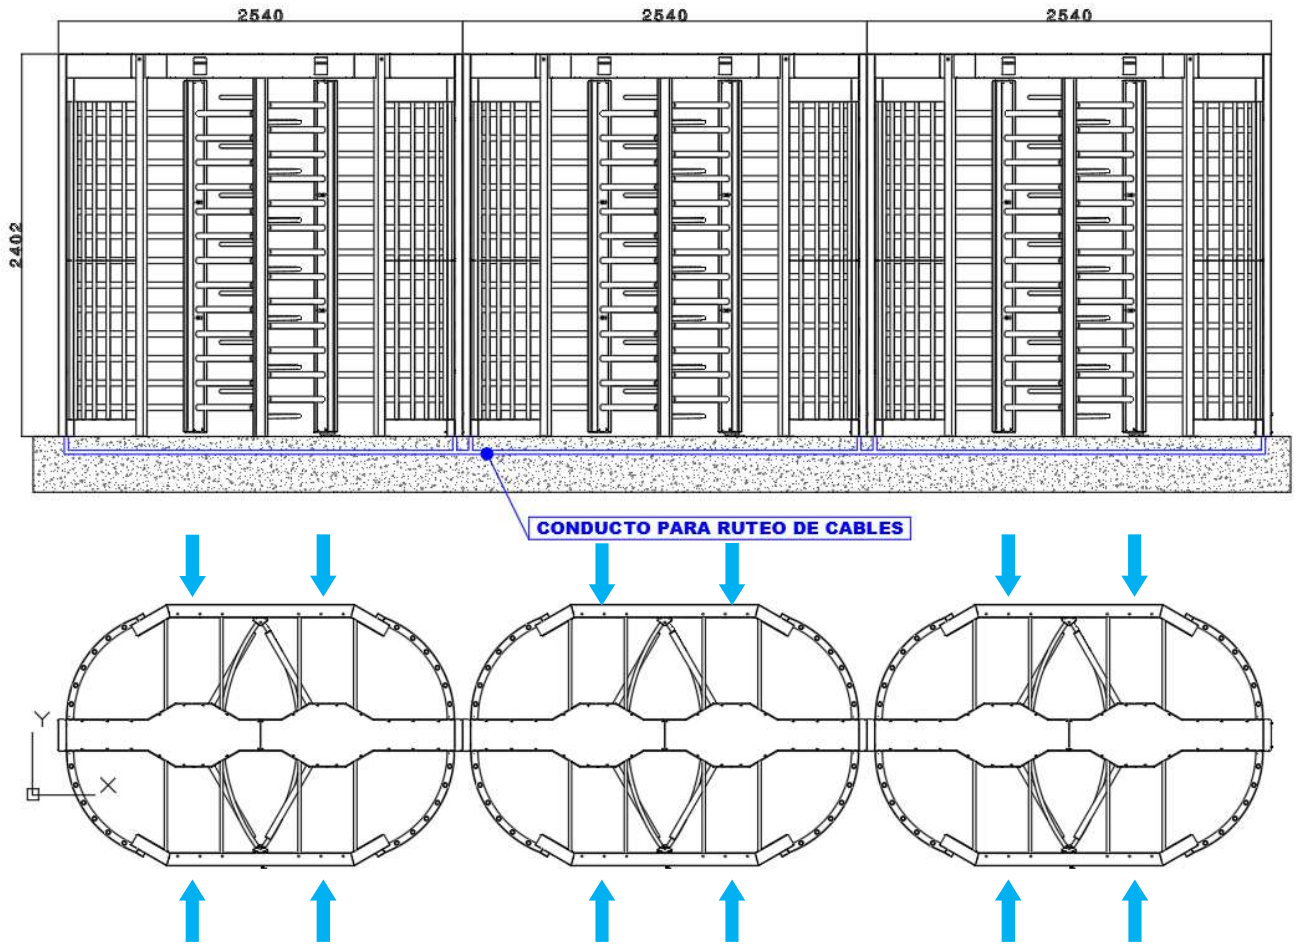 2540 2540 2540
2402
CONDUCTO PARA RUTEO DE CABLES
Y
X